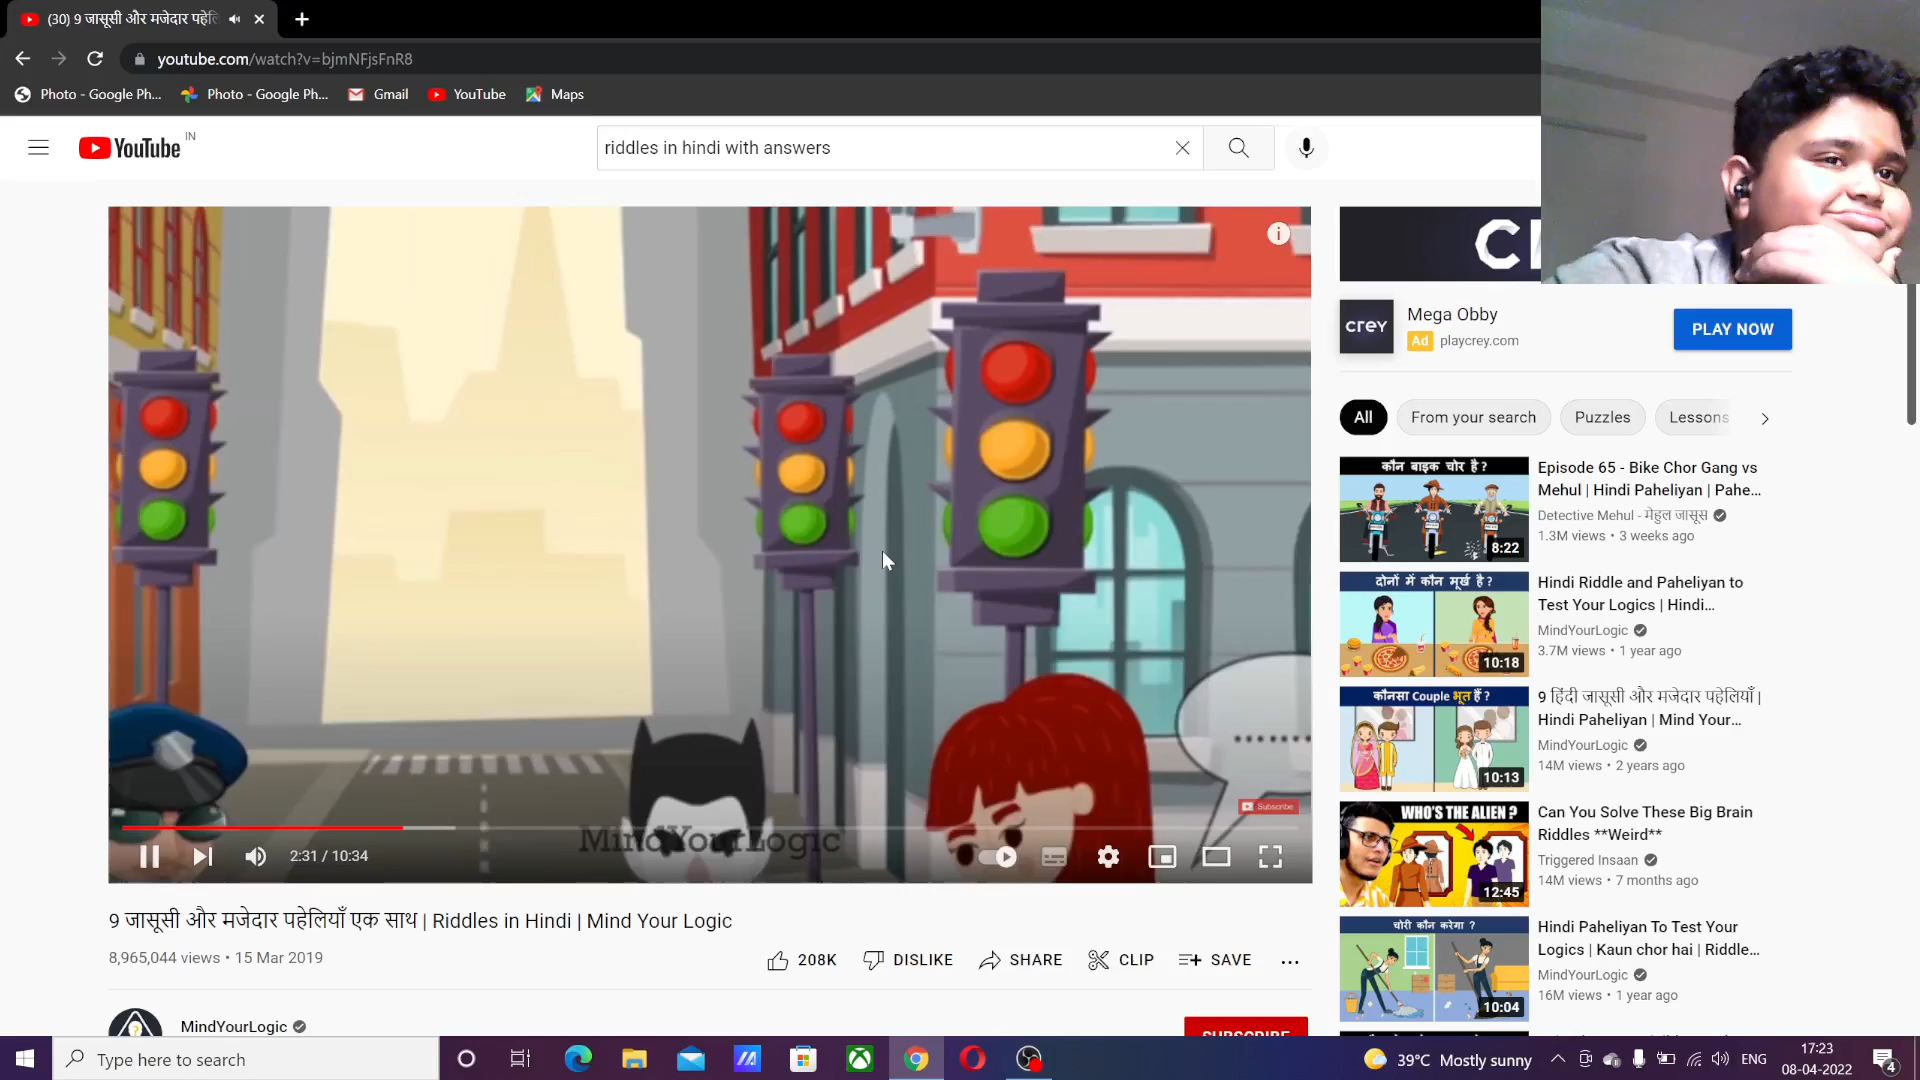 (30) 9 जासूसी और मजेदार पहेलि
youtube.com/watch?v=bjmNFjsFnR8
Photo - Google Ph...
Photo - Google Ph...
Gmail
YouTube
Maps
YouTube IN
riddles in hindi with answers
crey
Mega Obby
Ad playcrey.com
PLAY NOW
All
From your search
Puzzles
Lessons
कौन बाइक चोर है?
8:22
Episode 65 - Bike Chor Gang vs
Mehul | Hindi Paheliyan | Pahe...
Detective Mehul - मेहुल जासूस
1.3M views • 3 weeks ago
दोनों में कौन मूर्ख है?
10:18
Hindi Riddle and Paheliyan to
Test Your Logics | Hindi...
MindYourLogic
3.7M views • 1 year ago
कौनसा Couple भूत हैं?
10:13
9 हिंदी जासूसी और मजेदार पहेलियाँ |
Hindi Paheliyan | Mind Your...
MindYourLogic
14M views • 2 years ago
WHO'S THE ALIEN?
12:45
Can You Solve These Big Brain
Riddles **Weird**
Triggered Insaan
14M views • 7 months ago
चोरी कौन करेगा ?
10:04
Hindi Paheliyan To Test Your
Logics | Kaun chor hai | Riddle...
MindYourLogic
16M views • 1 year ago
Subscribe
MindYourLogic
2:31 / 10:34
9 जासूसी और मजेदार पहेलियाँ एक साथ | Riddles in Hindi | Mind Your Logic
8,965,044 views • 15 Mar 2019
208K
DISLIKE
SHARE
CLIP
SAVE
MindYourLogic
SUBSCRIBE
Type here to search
39°C Mostly sunny
ENG
17:23
08-04-2022
4